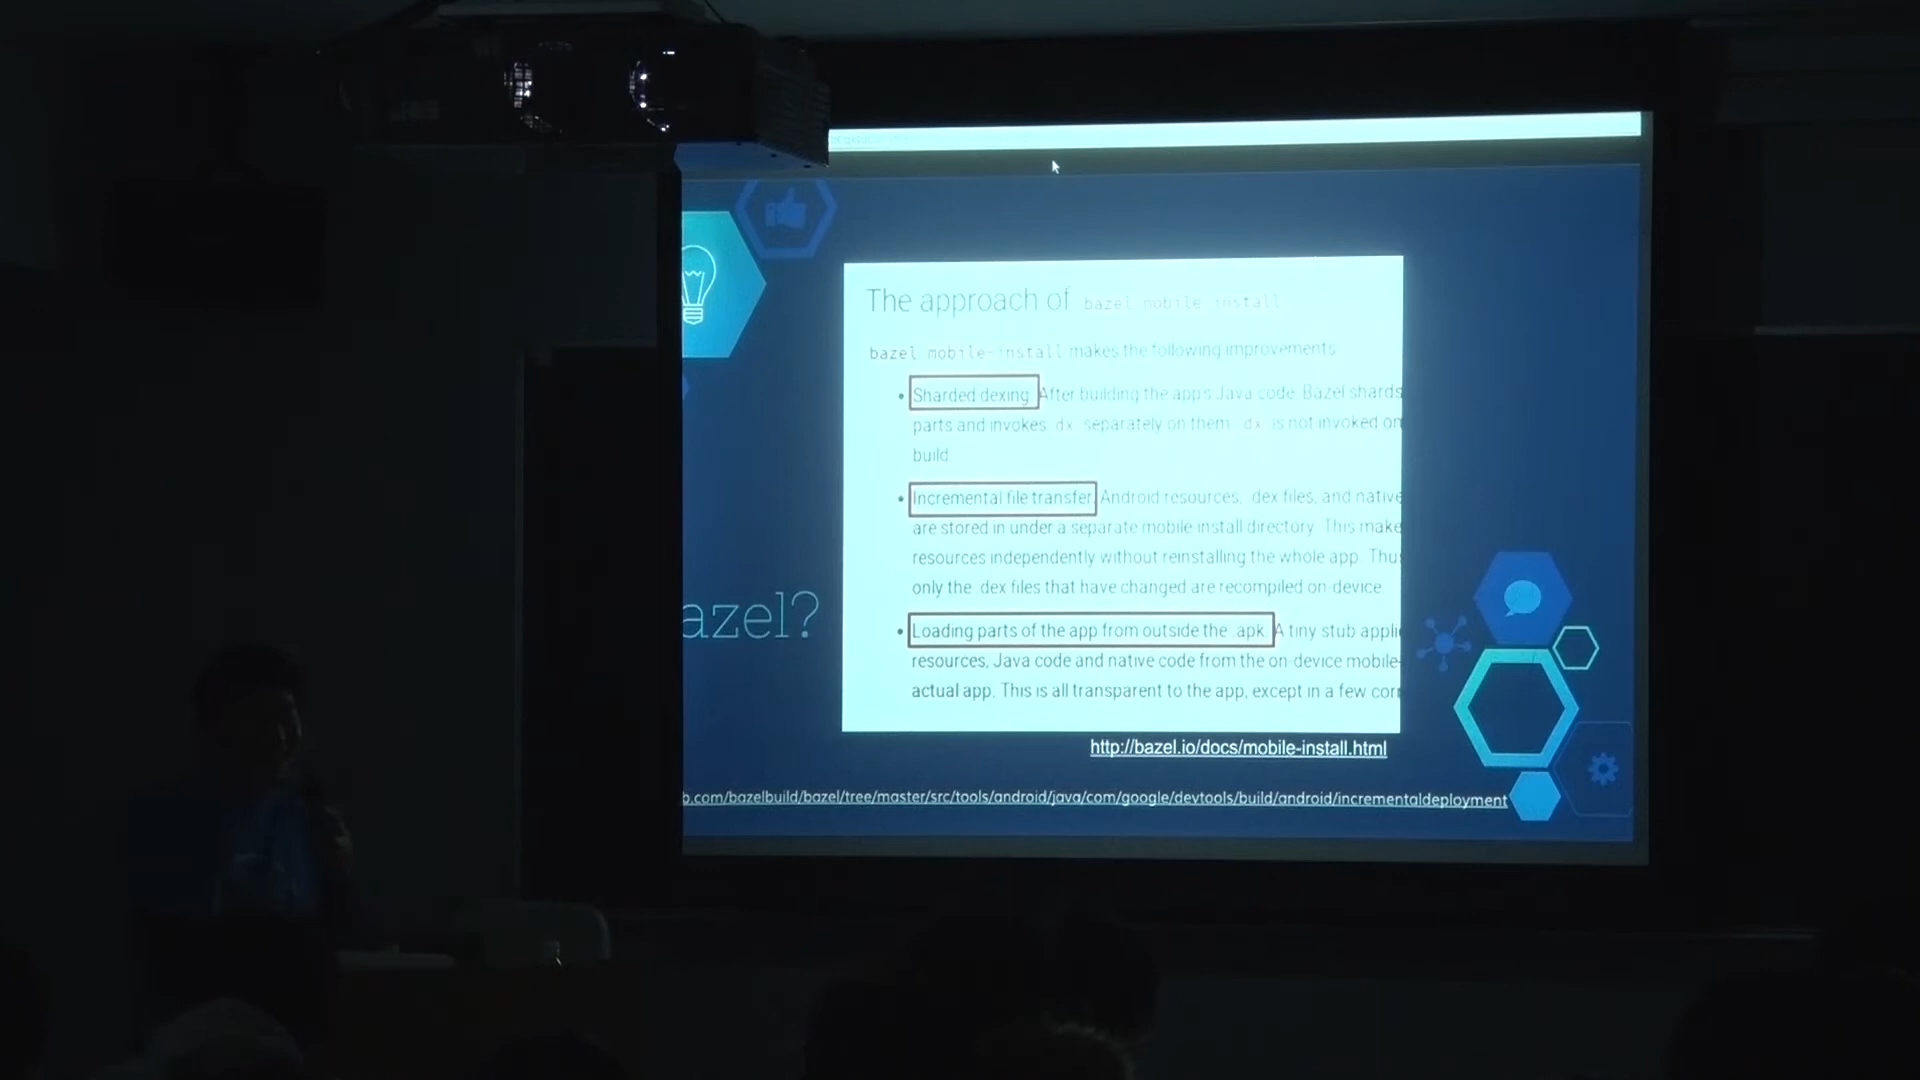 The approach of bazel mobile-install
bazel mobile-install makes the following improvements
• Sharded dexing. After building the app's Java code, Bazel shards
parts and invokes dx separately on them. dx is not invoked on
build
• Incremental file transfer. Android resources, .dex files, and native
are stored in under a separate mobile-install directory. This make
resources independently without reinstalling the whole app. Thu
only the .dex files that have changed are recompiled on-device
• Loading parts of the app from outside the .apk. A tiny stub appli
resources, Java code and native code from the on-device mobile-
actual app. This is all transparent to the app, except in a few cor
azel?
http://bazel.io/docs/mobile-install.html
b.com/bazelbuild/bazel/tree/master/src/tools/android/java/com/google/devtools/build/android/incrementaldeployment